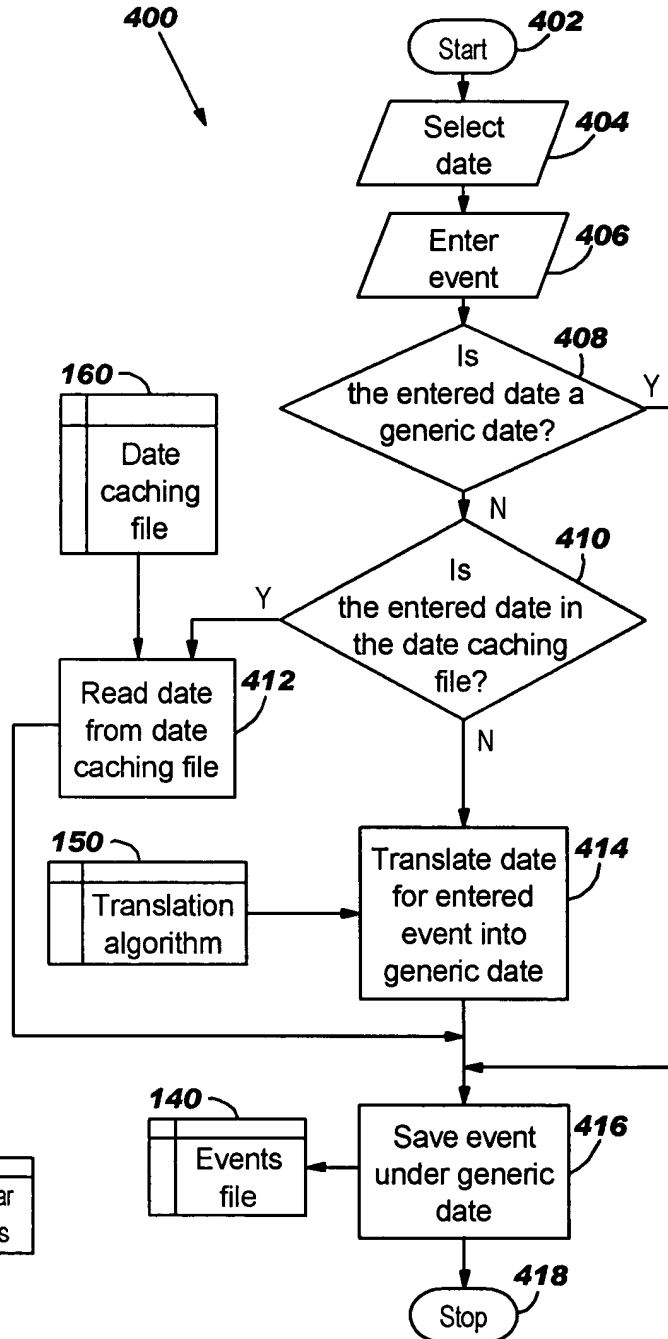 400
402
Start
Select
date
404
Enter
event
406
408
Is
the entered date a
generic date?
Y
N
160
Date
caching
file
410
Is
the entered date in
the date caching
file?
Y
N
Read date
from date
caching file
412
150
Translation
algorithm
Translate date
for entered
event into
generic date
414
140
Events
file
Save event
under generic
date
416
418
Stop